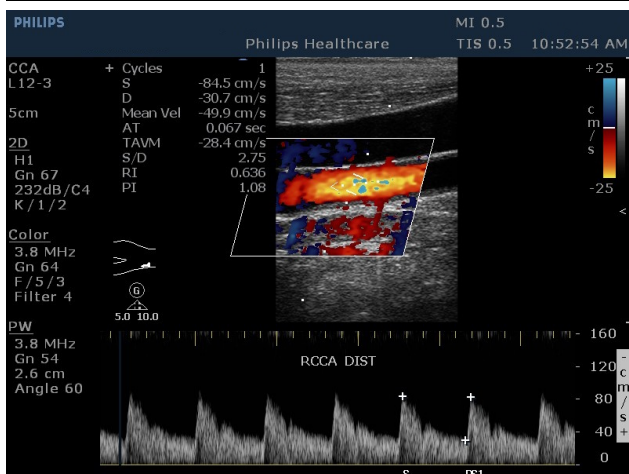 PHILIPS
MI 0.5
Philips Healthcare
TIS 0.5 10:52:54 AM
CCA
L12-3
5cm
2D
H1
Gn 67
232dB/C4
K/1/2
Color
3.8 MHz
Gn 64
F/5/3
Filter 4
PW
3.8 MHz
Gn 54
2.6 cm
Angle 60
+ Cycles 1
S -84.5 cm/s
D -30.7 cm/s
Mean Vel -49.9 cm/s
AT 0.067 sec
TAVM -28.4 cm/s
S/D 2.75
RI 0.636
PI 1.08
G
5.0 10.0
+25
cm/s
-25
<
RCCA DIST
160
120
80
40
0
- cm/s +
S